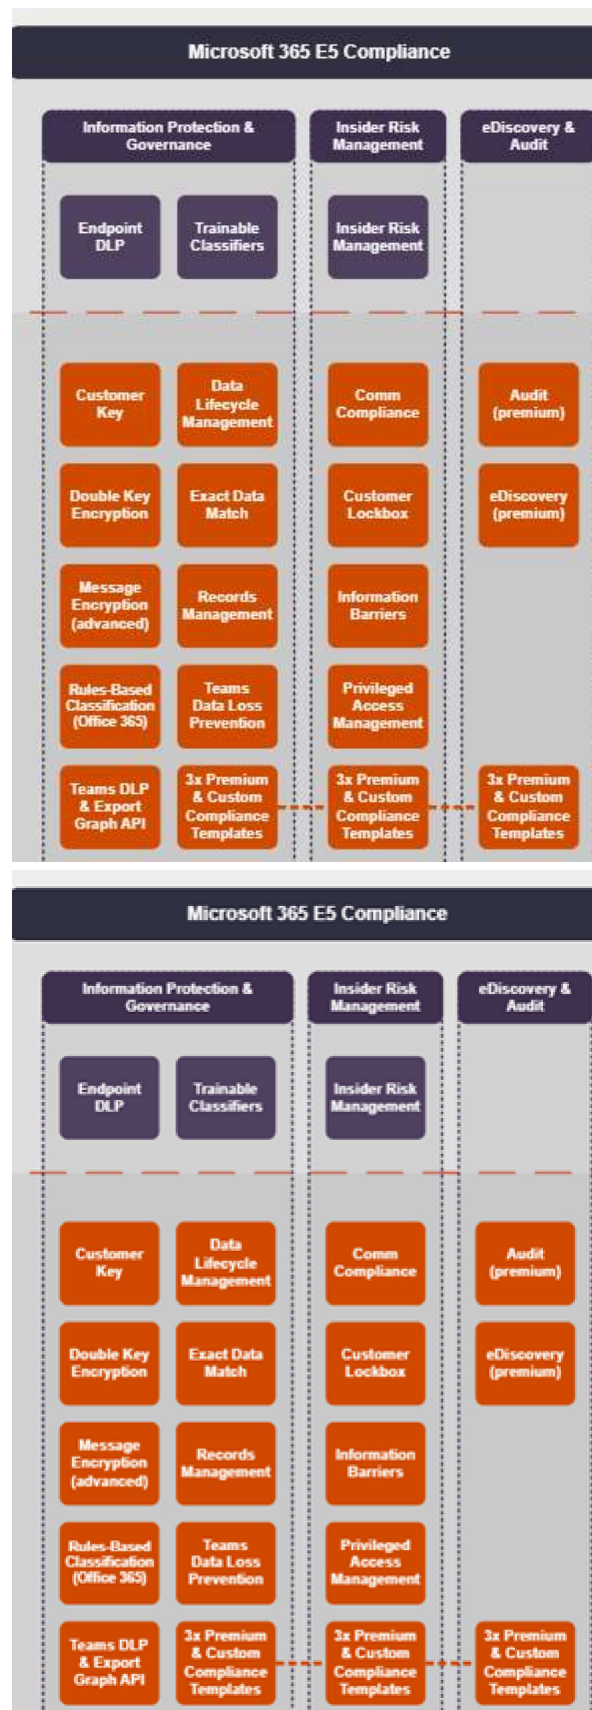 Microsoft 365 E5 Compliance
Information Protection &
Governance
Insider Risk
Management
eDiscovery &
Audit
Endpoint
DLP
Trainable
Classifiers
Insider Risk
Management
Customer
Key
Data
Lifecycle
Management
Comm
Compliance
Audit
(premium)
Double Key
Encryption
Exact Data
Match
Customer
Lockbox
eDiscovery
(premium)
Message
Encryption
(advanced)
Records
Management
Information
Barriers
Rules-Based
Classification
(Office 365)
Teams
Data Loss
Prevention
Privileged
Access
Management
Teams DLP
& Export
Graph API
3x Premium
& Custom
Compliance
Templates
3x Premium
& Custom
Compliance
Templates
3x Premium
& Custom
Compliance
Templates
Microsoft 365 E5 Compliance
Information Protection &
Governance
Insider Risk
Management
eDiscovery &
Audit
Endpoint
DLP
Trainable
Classifiers
Insider Risk
Management
Customer
Key
Data
Lifecycle
Management
Comm
Compliance
Audit
(premium)
Double Key
Encryption
Exact Data
Match
Customer
Lockbox
eDiscovery
(premium)
Message
Encryption
(advanced)
Records
Management
Information
Barriers
Rules-Based
Classification
(Office 365)
Teams
Data Loss
Prevention
Privileged
Access
Management
Teams DLP
& Export
Graph API
3x Premium
& Custom
Compliance
Templates
3x Premium
& Custom
Compliance
Templates
3x Premium
& Custom
Compliance
Templates